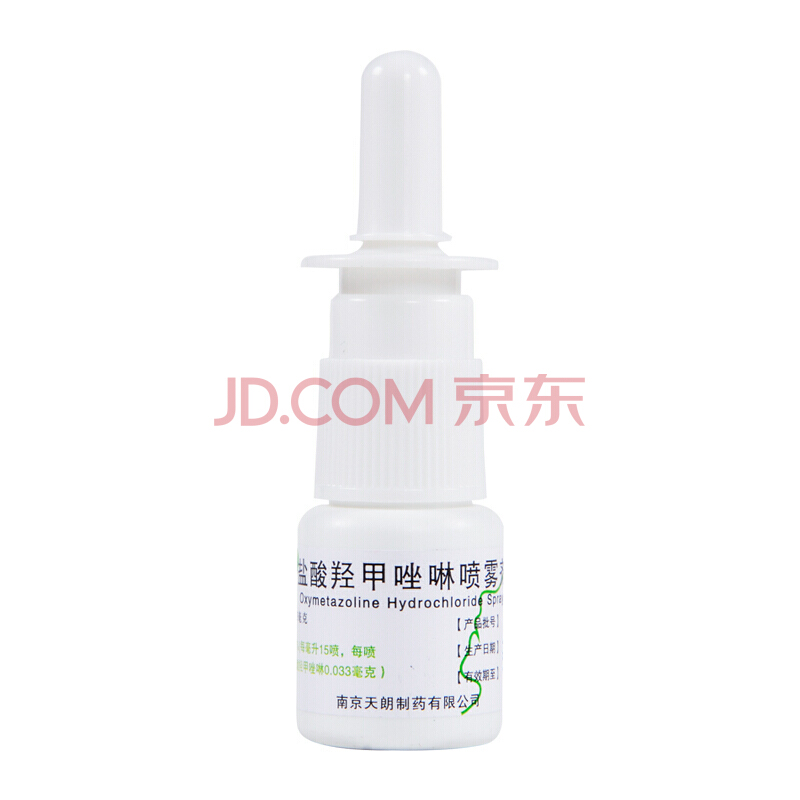 JD.COM 京东
盐酸羟甲唑啉喷雾
Oxymetazoline Hydrochloride Spray
克
【产品批号】
毫升15喷，每喷
【生产日期】
甲唑啉0.033毫克）
【有效期至】
南京天朗制药有限公司